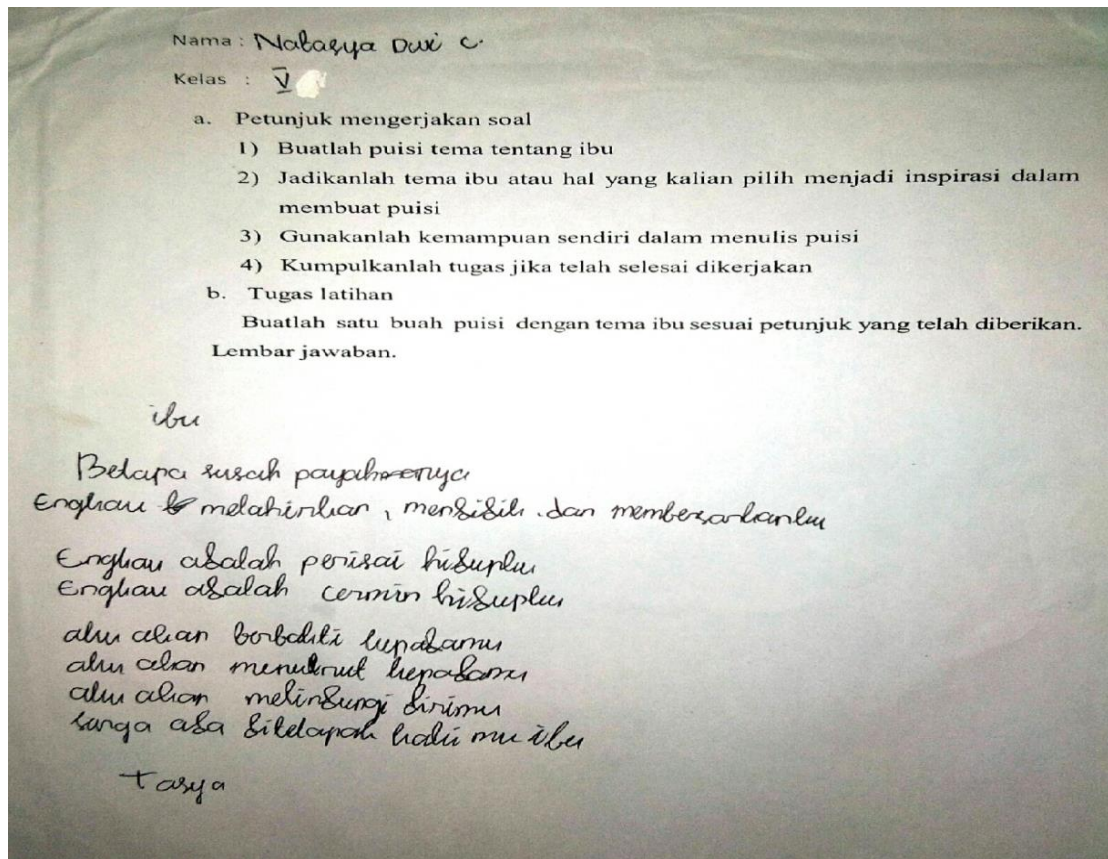 Nama : Natasya Dwi C.
Kelas : V
a. Petunjuk mengerjakan soal
1) Buatlah puisi tema tentang ibu
2) Jadikanlah tema ibu atau hal yang kalian pilih menjadi inspirasi dalam
membuat puisi
3) Gunakanlah kemampuan sendiri dalam menulis puisi
4) Kumpulkanlah tugas jika telah selesai dikerjakan
b. Tugas latihan
Buatlah satu buah puisi dengan tema ibu sesuai petunjuk yang telah diberikan.
Lembar jawaban.
ibu
Betapa susah payahnya
Engkau melahirkan, mendidik dan membesarkanku
Engkau adalah perisai hidupku
Engkau adalah cermin hidupku
aku akan berbakti kepadamu
aku akan menurut kepadamu
aku akan melindungi dirimu
surga ada ditelapak kaki mu ibu
Tasya